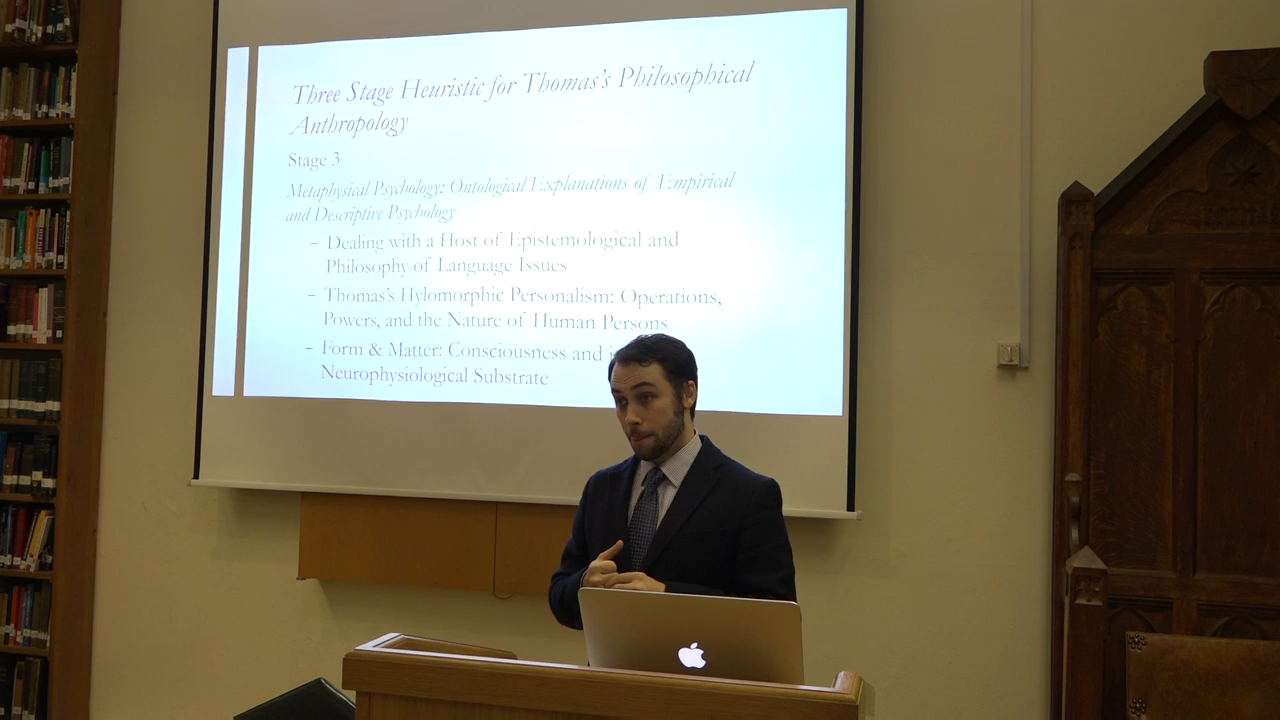 Three Stage Heuristic for Thomas's Philosophical
Anthropology
Stage 3
Metaphysical Psychology: Ontological Explanations of Empirical
and Descriptive Psychology
– Dealing with a Host of Epistemological and
Philosophy of Language Issues
– Thomas's Hylomorphic Personalism: Operations,
Powers, and the Nature of Human Persons
– Form & Matter: Consciousness and
Neurophysiological Substrate